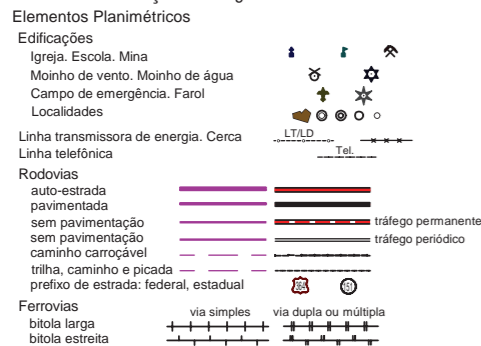 Elementos Planimétricos
Edificações
Igreja. Escola. Mina
Moinho de vento. Moinho de água
Campo de emergência. Farol
Localidades
Linha transmissora de energia. Cerca LT/LD
Linha telefônica Tel.
Rodovias
auto-estrada
pavimentada
sem pavimentação tráfego permanente
sem pavimentação tráfego periódico
caminho carroçável
trilha, caminho e picada
prefixo de estrada: federal, estadual 364 151
Ferrovias
via simples via dupla ou múltipla
bitola larga
bitola estreita